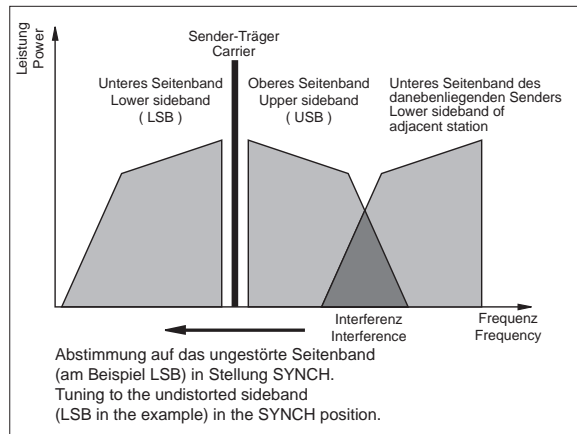 Leistung
Power
Sender-Träger
Carrier
Unteres Seitenband
Lower sideband
( LSB )
Oberes Seitenband
Upper sideband
( USB )
Unteres Seitenband des
danebenliegenden Senders
Lower sideband of
adjacent station
Interferenz
Interference
Frequenz
Frequency
Abstimmung auf das ungestörte Seitenband
(am Beispiel LSB) in Stellung SYNCH.
Tuning to the undistorted sideband
(LSB in the example) in the SYNCH position.